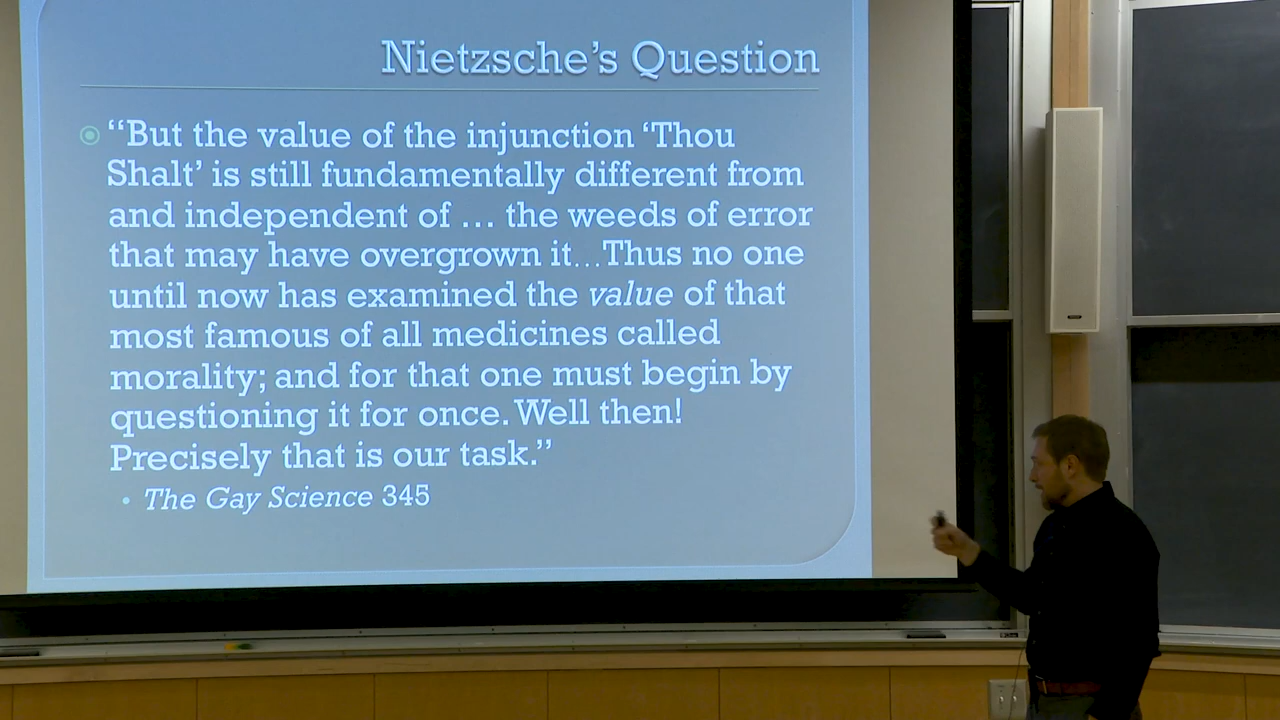 Nietzsche’s Question
“But the value of the injunction ‘Thou
Shalt’ is still fundamentally different from
and independent of … the weeds of error
that may have overgrown it…Thus no one
until now has examined the value of that
most famous of all medicines called
morality; and for that one must begin by
questioning it for once. Well then!
Precisely that is our task.”
The Gay Science 345